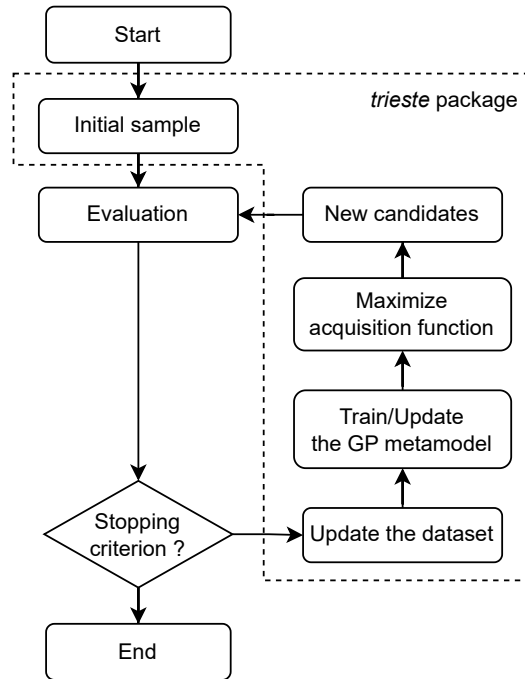 Start
trieste package
Initial sample
Evaluation
New candidates
Maximize
acquisition function
Train/Update
the GP metamodel
Stopping
criterion ?
Update the dataset
End